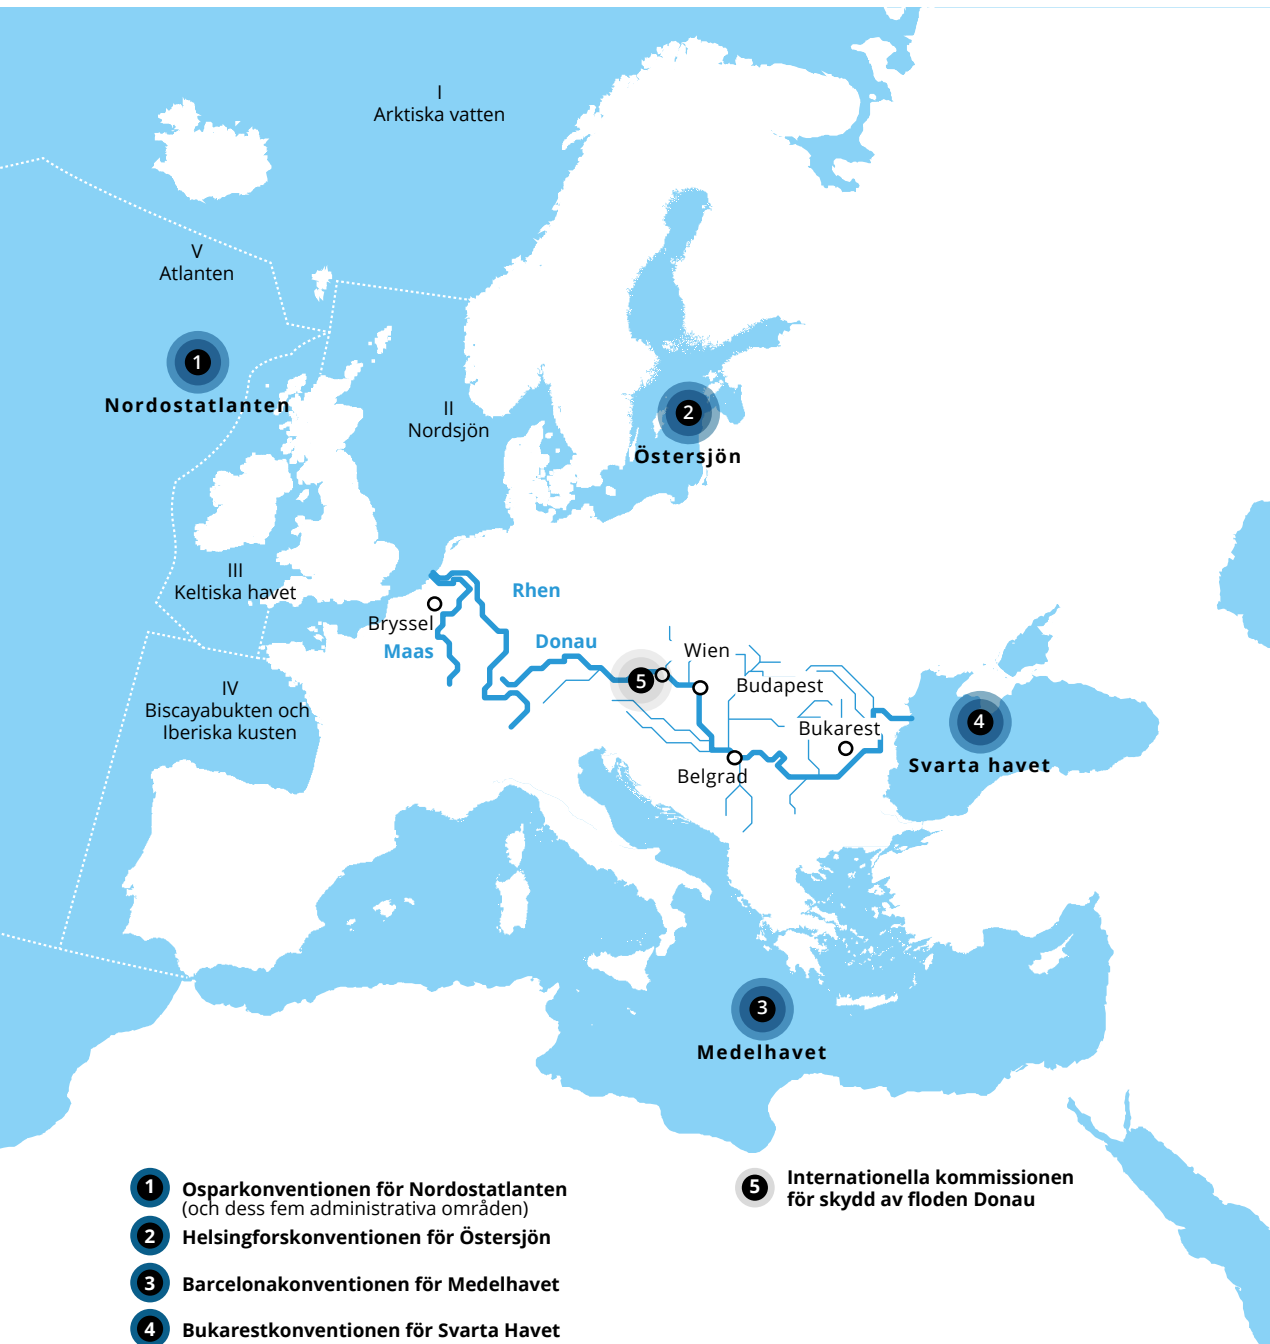 I
Arktiska vatten
V
Atlanten
1
Nordostatlanten
II
Nordsjön
2
Östersjön
III
Keltiska havet
Rhen
Bryssel
Maas
Donau
Wien
5
Budapest
IV
Biscayabukten och
Iberiska kusten
Bukarest
4
Svarta havet
Belgrad
3
Medelhavet
1 Osparkonventionen för Nordostatlanten
(och dess fem administrativa områden)
2 Helsingforskonventionen för Östersjön
3 Barcelonakonventionen för Medelhavet
4 Bukarestkonventionen för Svarta Havet
5 Internationella kommissionen
för skydd av floden Donau